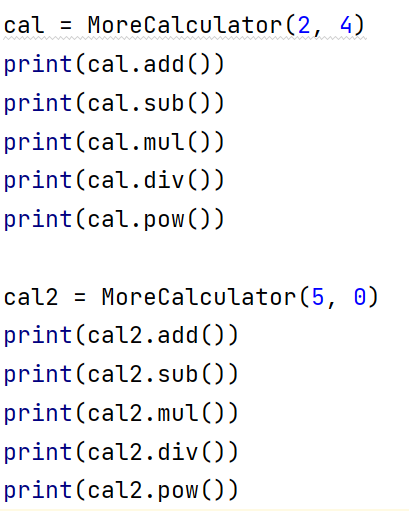 cal = MoreCalculator(2, 4)
print(cal.add())
print(cal.sub())
print(cal.mul())
print(cal.div())
print(cal.pow())
cal2 = MoreCalculator(5, 0)
print(cal2.add())
print(cal2.sub())
print(cal2.mul())
print(cal2.div())
print(cal2.pow())